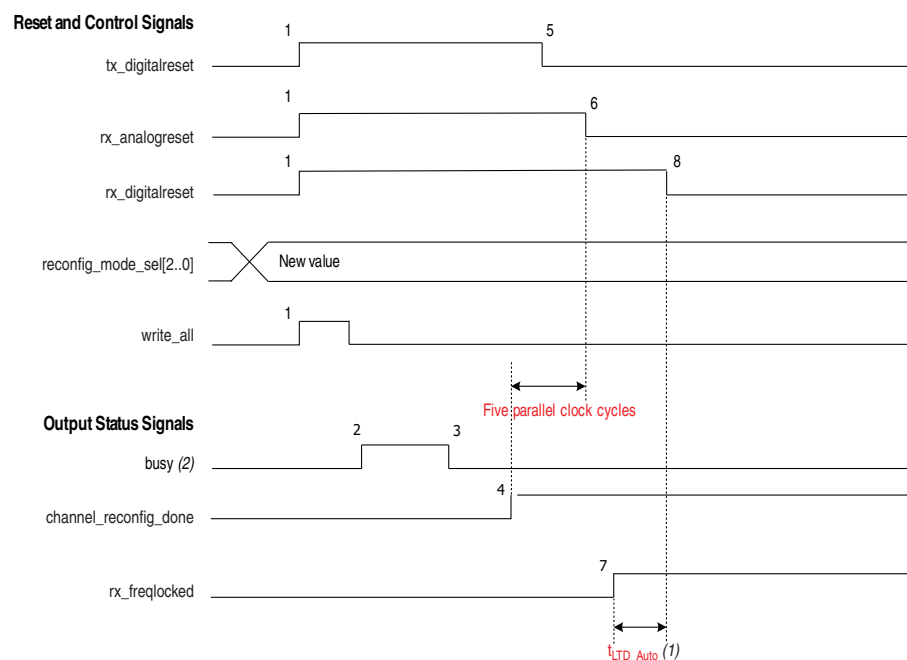 Reset and Control Signals
1 5
tx_digitalreset
1 6
rx_analogreset
1 8
rx_digitalreset
reconfig_mode_sel[2..0] New value
1
write_all
Five parallel clock cycles
Output Status Signals
2 3
busy (2)
4
channel_reconfig_done
7
rx_freqlocked
tLTD_Auto (1)